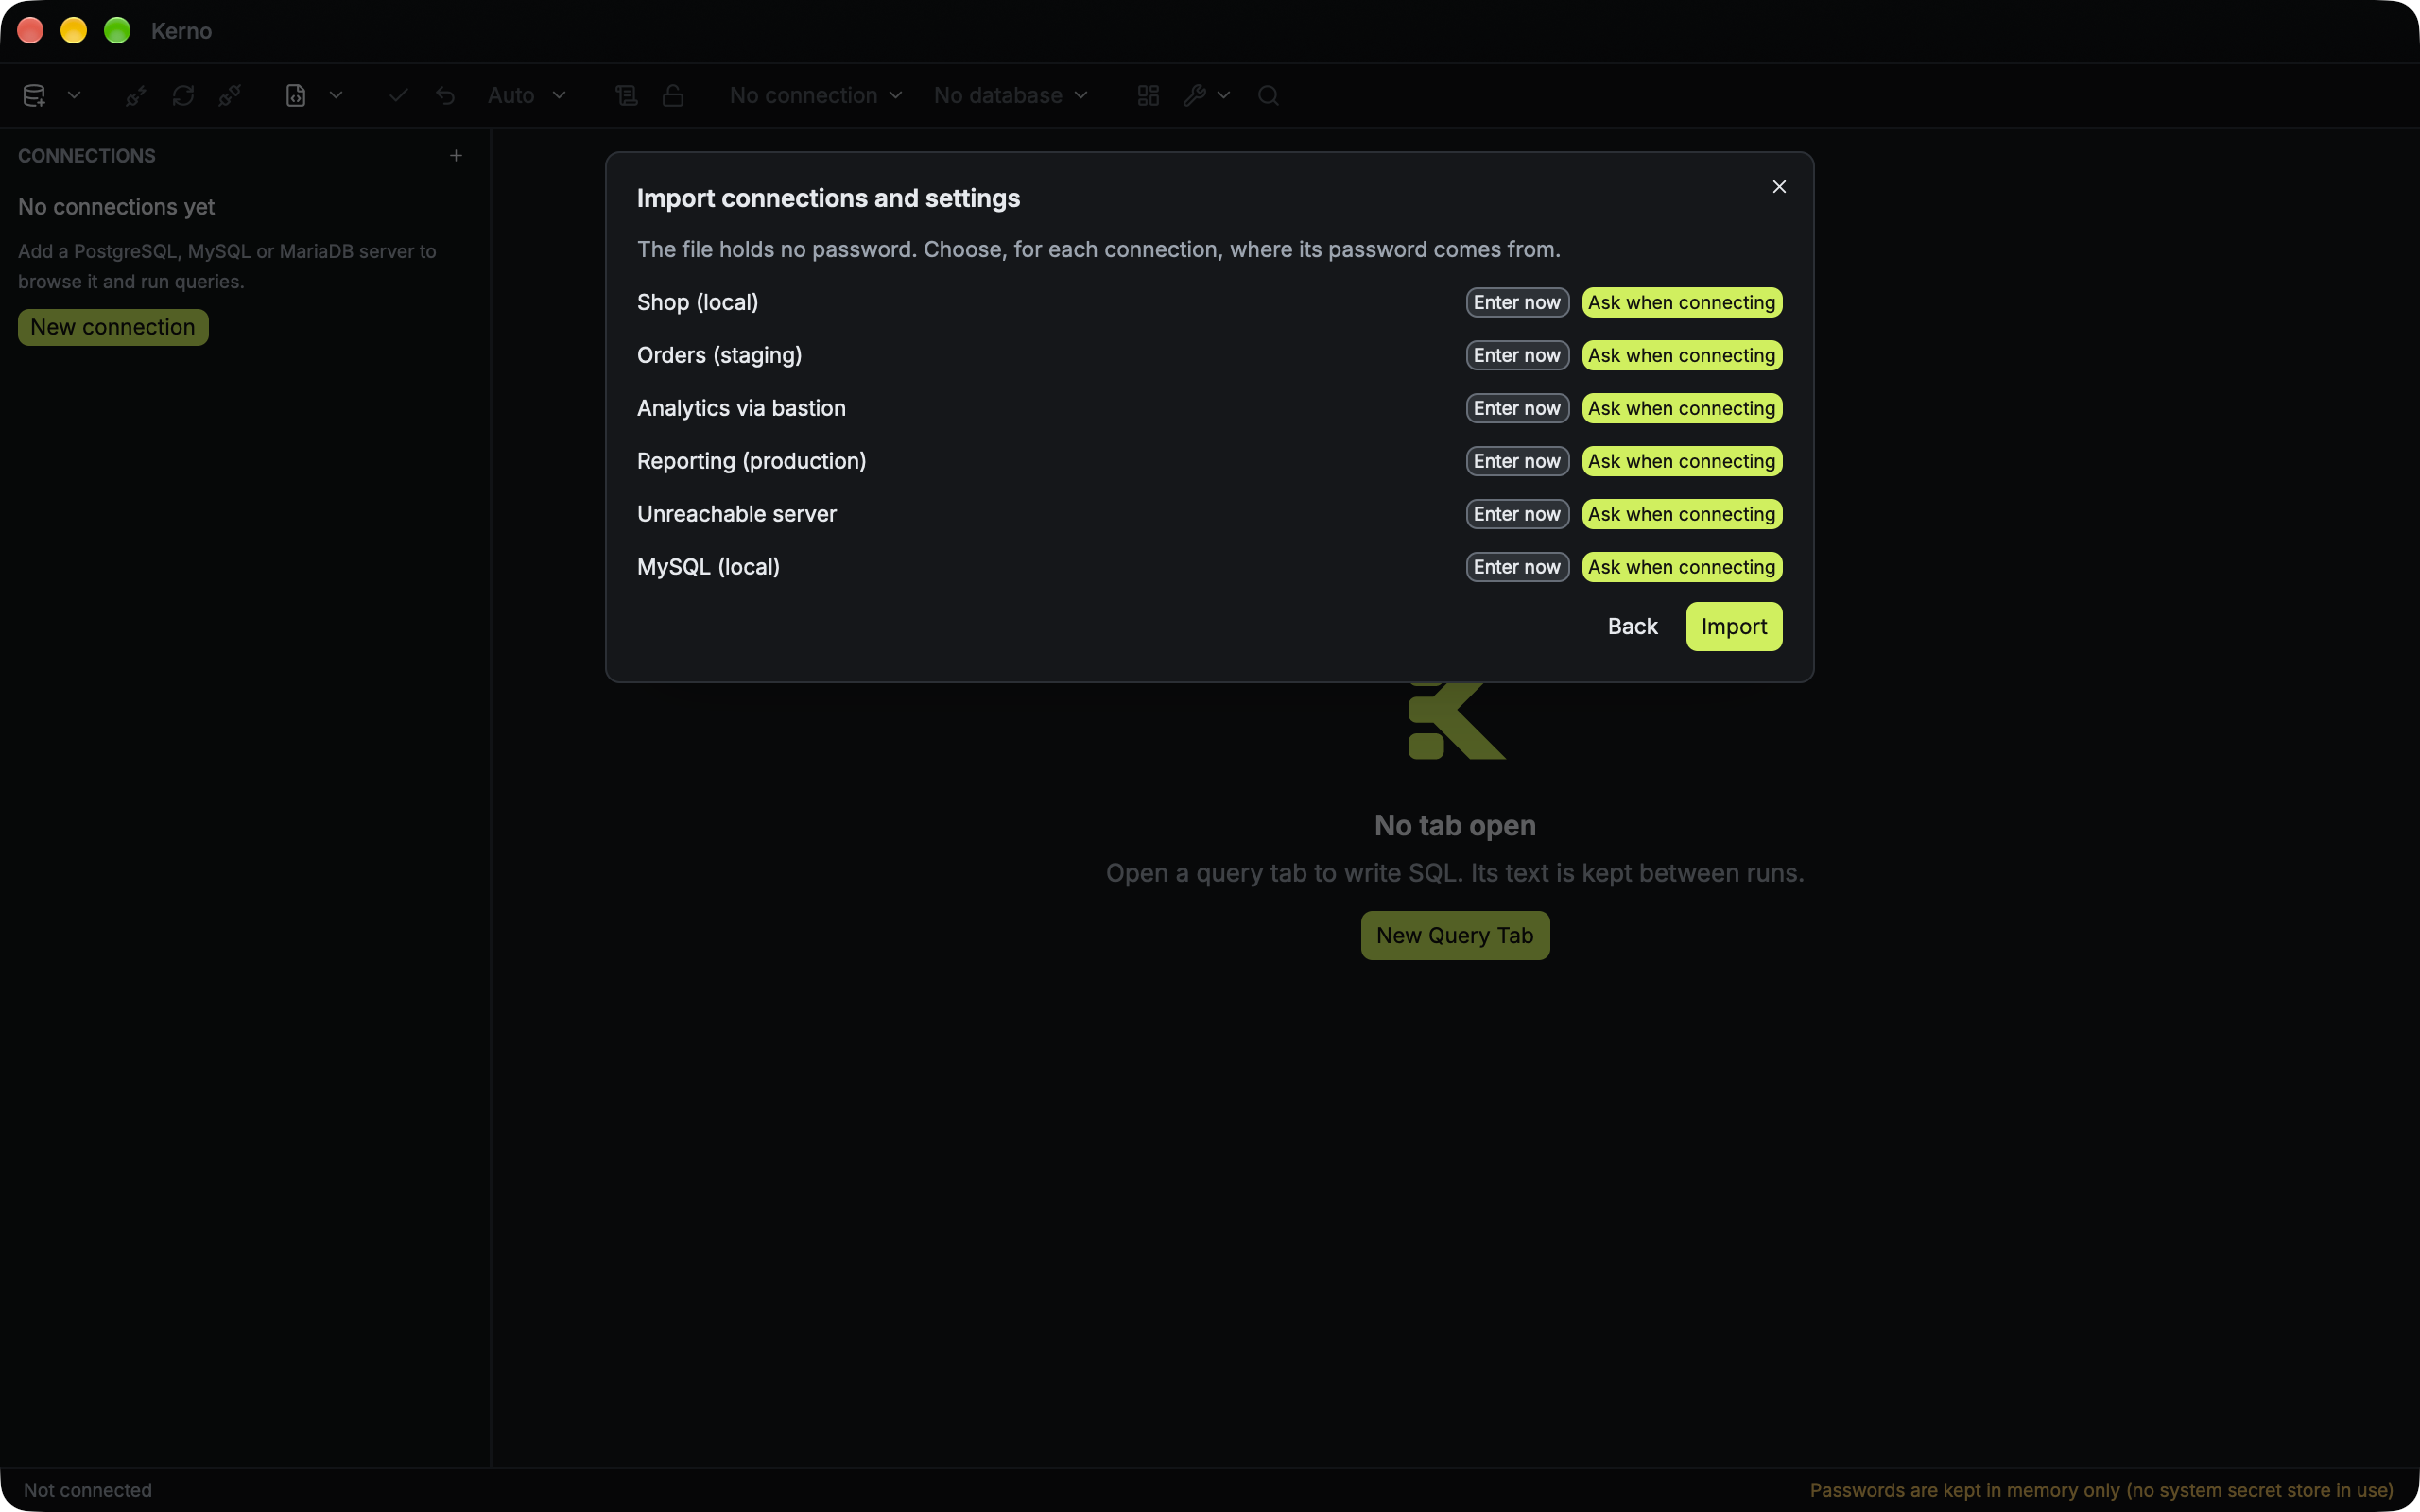 Kerno
Auto
No connection
No database
CONNECTIONS
No connections yet
Add a PostgreSQL, MySQL or MariaDB server to
browse it and run queries.
New connection
Import connections and settings
The file holds no password. Choose, for each connection, where its password comes from.
Shop (local) Enter now Ask when connecting
Orders (staging) Enter now Ask when connecting
Analytics via bastion Enter now Ask when connecting
Reporting (production) Enter now Ask when connecting
Unreachable server Enter now Ask when connecting
MySQL (local) Enter now Ask when connecting
Back Import
No tab open
Open a query tab to write SQL. Its text is kept between runs.
New Query Tab
Not connected
Passwords are kept in memory only (no system secret store in use)